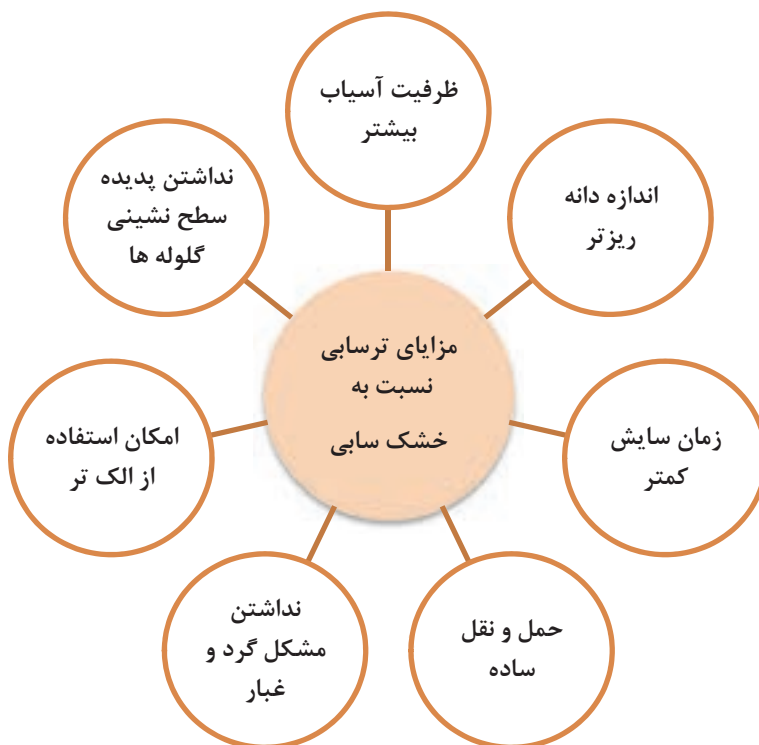 مزایای ترسابی
نسبت به
خشک سابی
ظرفیت آسیاب
بیشتر
اندازه دانه
ریزتر
زمان سایش
کمتر
حمل و نقل
ساده
نداشتن
مشکل گرد و
غبار
امکان استفاده
از الک تر
نداشتن پدیده
سطح نشینی
گلوله ها